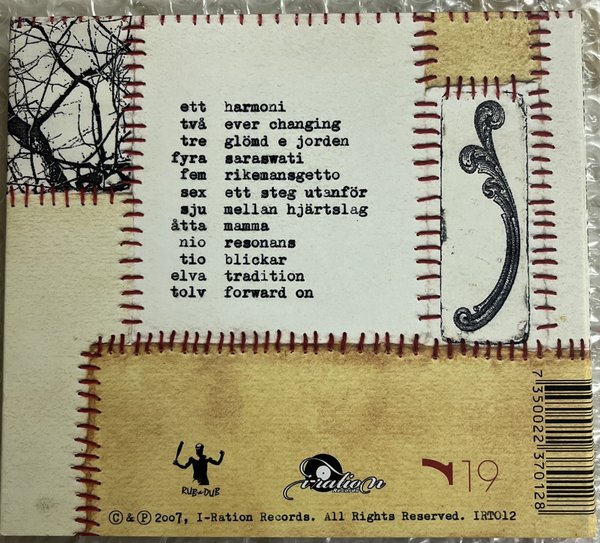 ett harmoni
två ever changing
tre glömd e jorden
fyra saraswati
fem rikemansgetto
sex ett steg utanför
sju mellan hjärtslag
åtta mamma
nio resonans
tio blickar
elva tradition
tolv forward on
RUB a DUB
i-ration
RECORDS
19
© & ℗ 2007, I-Ration Records. All Rights Reserved. IRT012
7 350022 370128